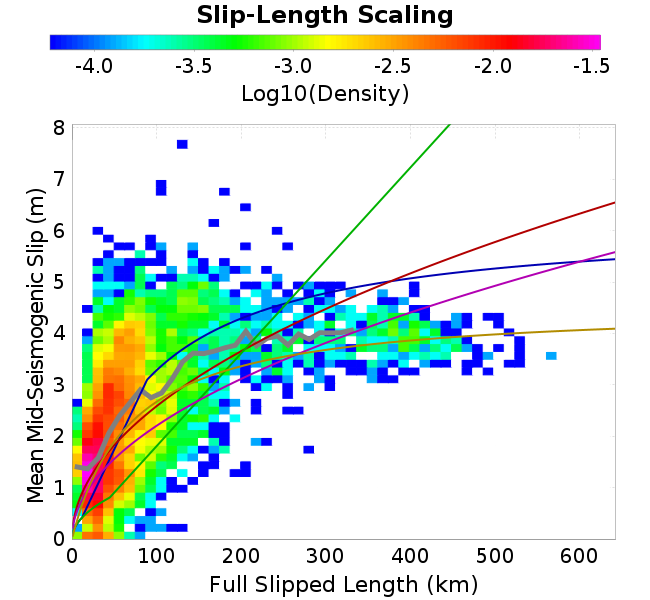 Slip-Length Scaling
-4.0 -3.5 -3.0 -2.5 -2.0 -1.5
Log10(Density)
8
7
6
5
4
3
2
1
0
Mean Mid-Seismogenic Slip (m)
0 100 200 300 400 500 600
Full Slipped Length (km)